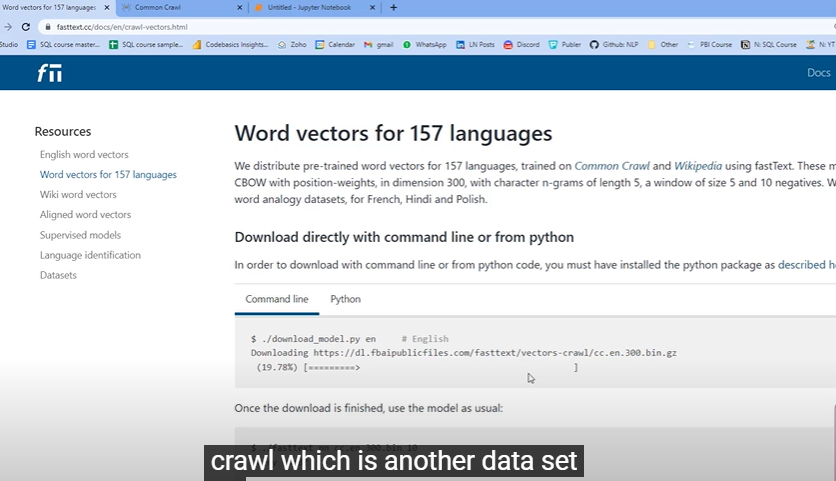 Word vectors for 157 languages
Common Crawl
Untitled - Jupyter Notebook
fasttext.cc/docs/en/crawl-vectors.html
Studio
SQL course master...
SQL course sample...
Codebasics Insights...
Zoho
Calendar
gmail
WhatsApp
LN Posts
Discord
Publer
Github: NLP
Other
PBI Course
N: SQL Course
N: YT
Docs
Resources
English word vectors
Word vectors for 157 languages
Wiki word vectors
Aligned word vectors
Supervised models
Language identification
Datasets
Word vectors for 157 languages
We distribute pre-trained word vectors for 157 languages, trained on Common Crawl and Wikipedia using fastText. These m
CBOW with position-weights, in dimension 300, with character n-grams of length 5, a window of size 5 and 10 negatives. W
word analogy datasets, for French, Hindi and Polish.
Download directly with command line or from python
In order to download with command line or from python code, you must have installed the python package as described h
Command line
Python
$ ./download_model.py en # English
Downloading https://dl.fbaipublicfiles.com/fasttext/vectors-crawl/cc.en.300.bin.gz
(19.78%) [=========> ]
Once the download is finished, use the model as usual:
crawl which is another data set